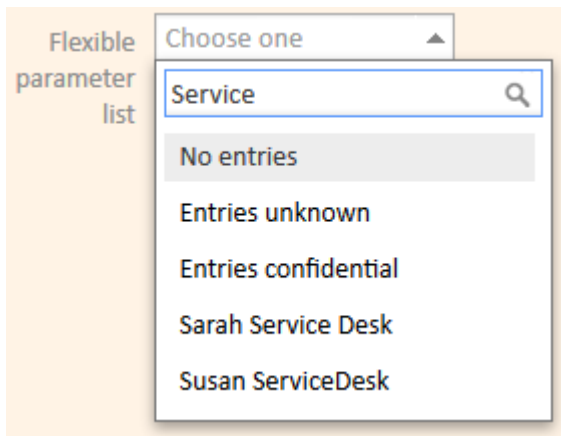 Flexible
parameter
list
Choose one
Service
No entries
Entries unknown
Entries confidential
Sarah Service Desk
Susan ServiceDesk